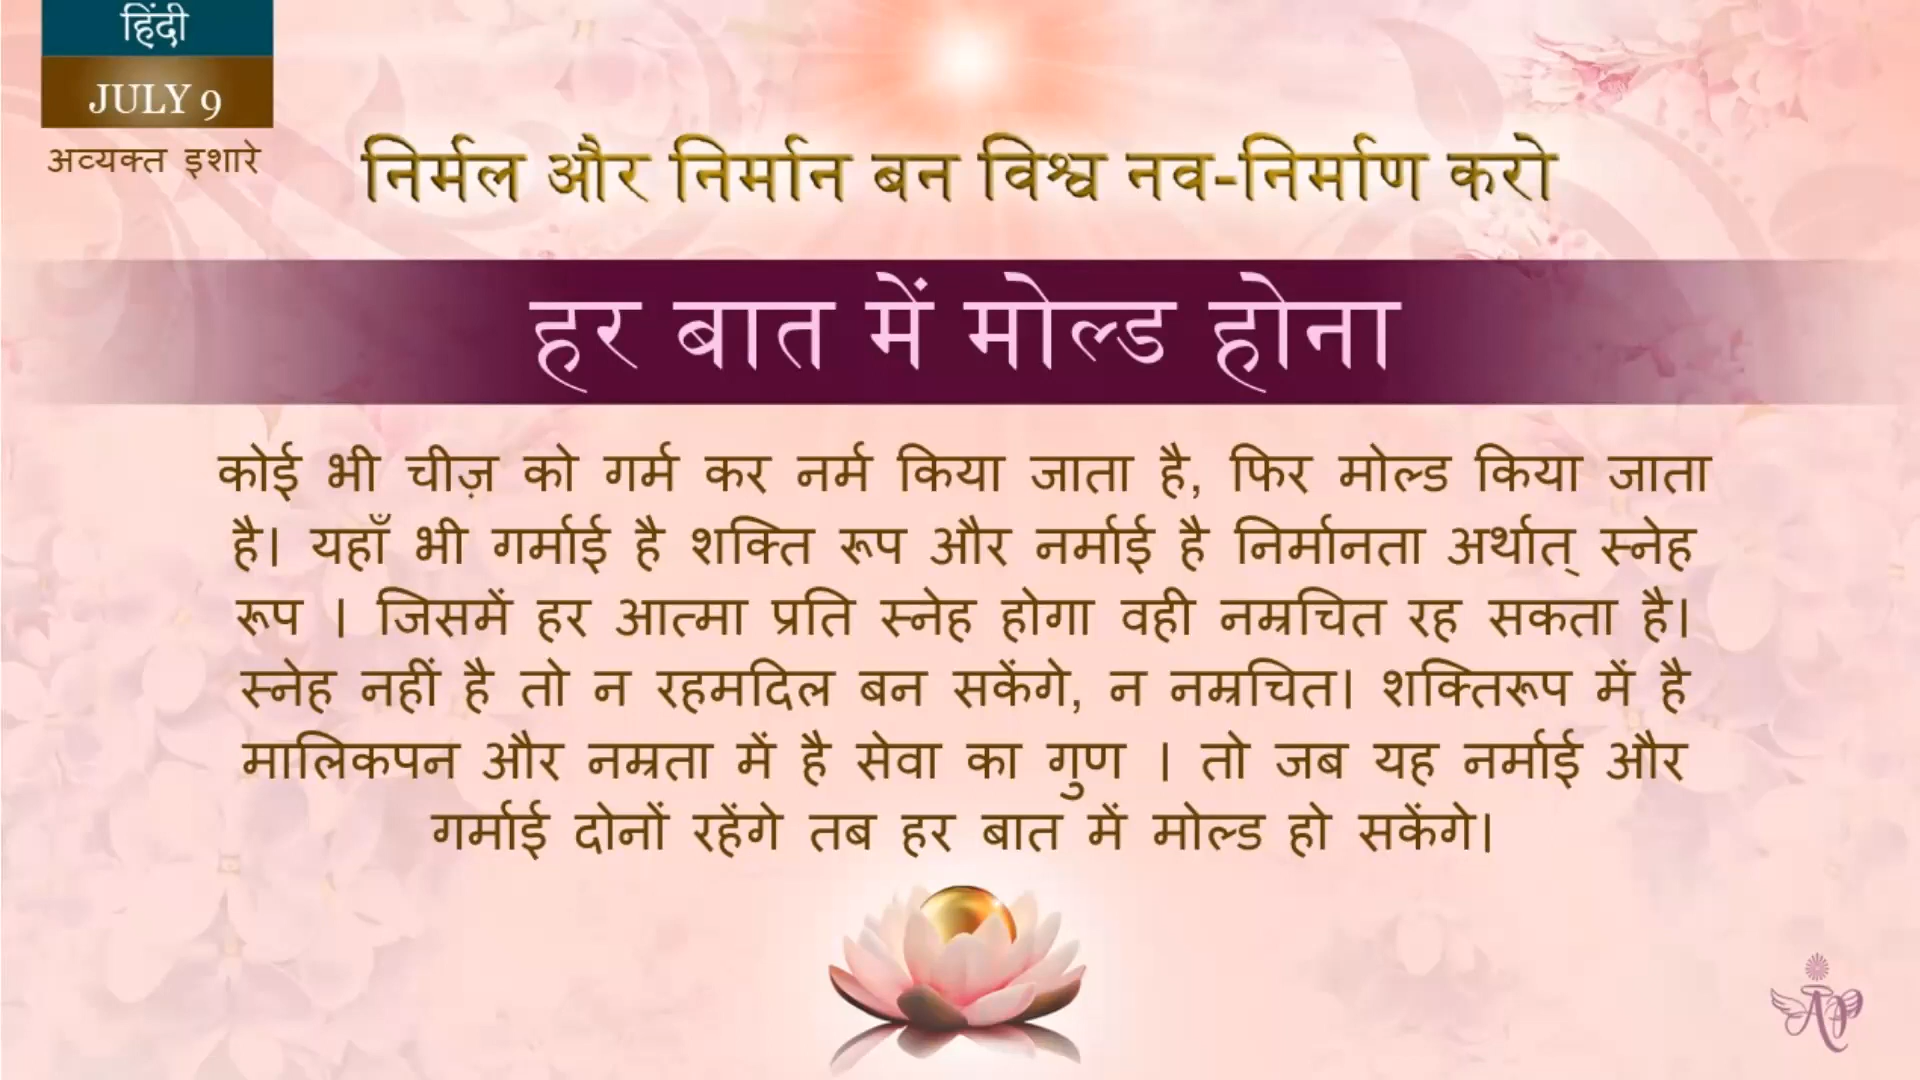 हिंदी
JULY 9
अव्यक्त इशारे
निर्मल और निर्मान बन विश्व नव-निर्माण करो
हर बात में मोल्ड होना
कोई भी चीज़ को गर्म कर नर्म किया जाता है, फिर मोल्ड किया जाता
है। यहाँ भी गर्माई है शक्ति रूप और नर्माई है निर्मानता अर्थात् स्नेह
रूप । जिसमें हर आत्मा प्रति स्नेह होगा वही नम्रचित रह सकता है।
स्नेह नहीं है तो न रहमदिल बन सकेंगे, न नम्रचित। शक्तिरूप में है
मालिकपन और नम्रता में है सेवा का गुण । तो जब यह नर्माई और
गर्माई दोनों रहेंगे तब हर बात में मोल्ड हो सकेंगे।